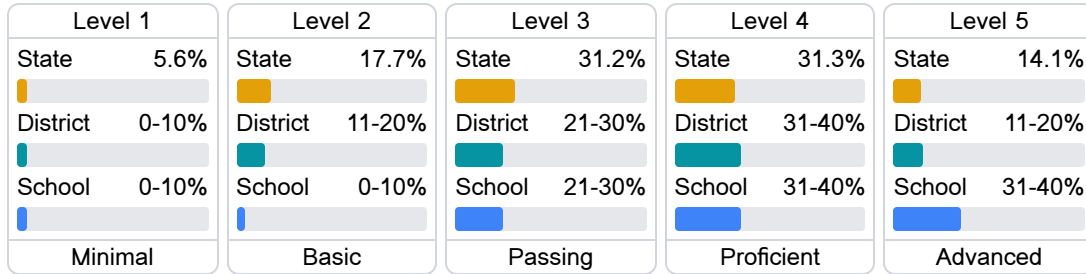 Level 1
State 5.6%
District 0-10%
School 0-10%
Minimal
Level 2
State 17.7%
District 11-20%
School 0-10%
Basic
Level 3
State 31.2%
District 21-30%
School 21-30%
Passing
Level 4
State 31.3%
District 31-40%
School 31-40%
Proficient
Level 5
State 14.1%
District 11-20%
School 31-40%
Advanced